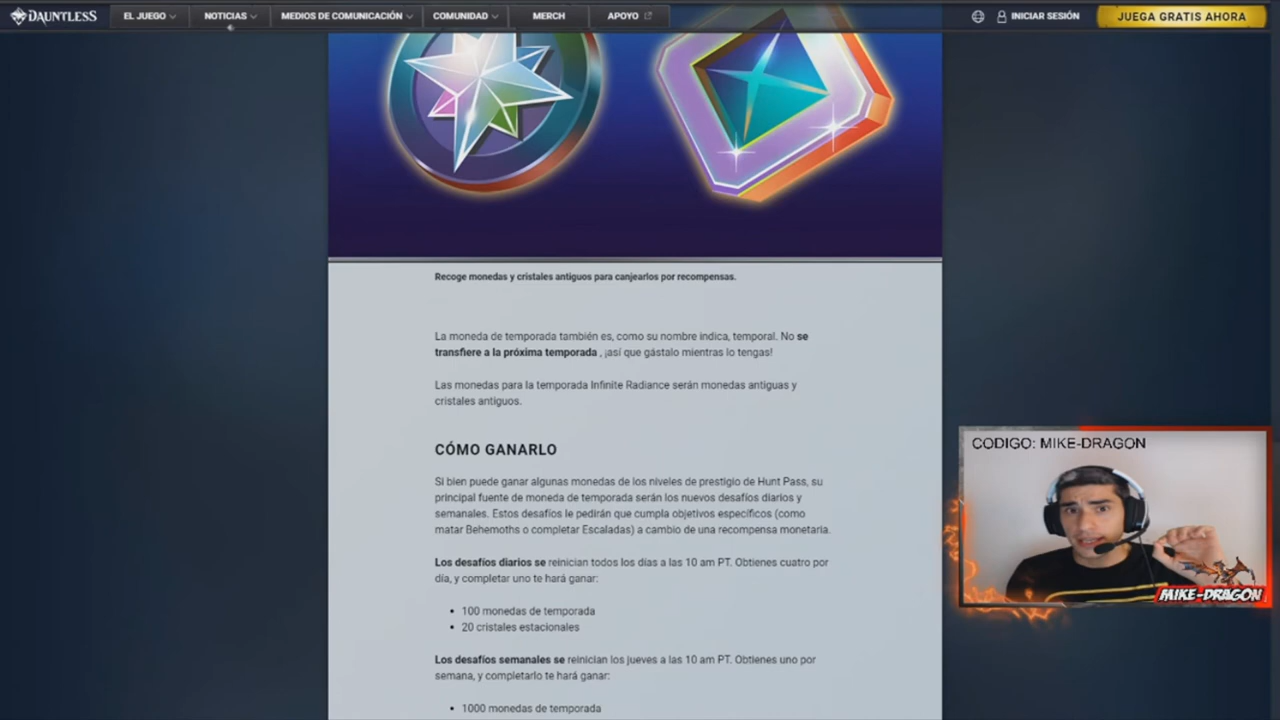 DAUNTLESS
EL JUEGO
NOTICIAS
MEDIOS DE COMUNICACIÓN
COMUNIDAD
MERCH
APOYO
INICIAR SESIÓN
JUEGA GRATIS AHORA
Recoge monedas y cristales antiguos para canjearlos por recompensas.
La moneda de temporada también es, como su nombre indica, temporal. No se
transfiere a la próxima temporada , ¡así que gástalo mientras lo tengas!
Las monedas para la temporada Infinite Radiance serán monedas antiguas y
cristales antiguos.
CÓMO GANARLO
Si bien puede ganar algunas monedas de los niveles de prestigio de Hunt Pass, su
principal fuente de moneda de temporada serán los nuevos desafíos diarios y
semanales. Estos desafíos le pedirán que cumpla objetivos específicos (como
matar Behemoths o completar Escaladas) a cambio de una recompensa monetaria.
Los desafíos diarios se reinician todos los días a las 10 am PT. Obtienes cuatro por
día, y completar uno te hará ganar:
• 100 monedas de temporada
• 20 cristales estacionales
Los desafíos semanales se reinician los jueves a las 10 am PT. Obtienes uno por
semana, y completarlo te hará ganar:
• 1000 monedas de temporada
CODIGO: MIKE-DRAGON
MIKE-DRAGON